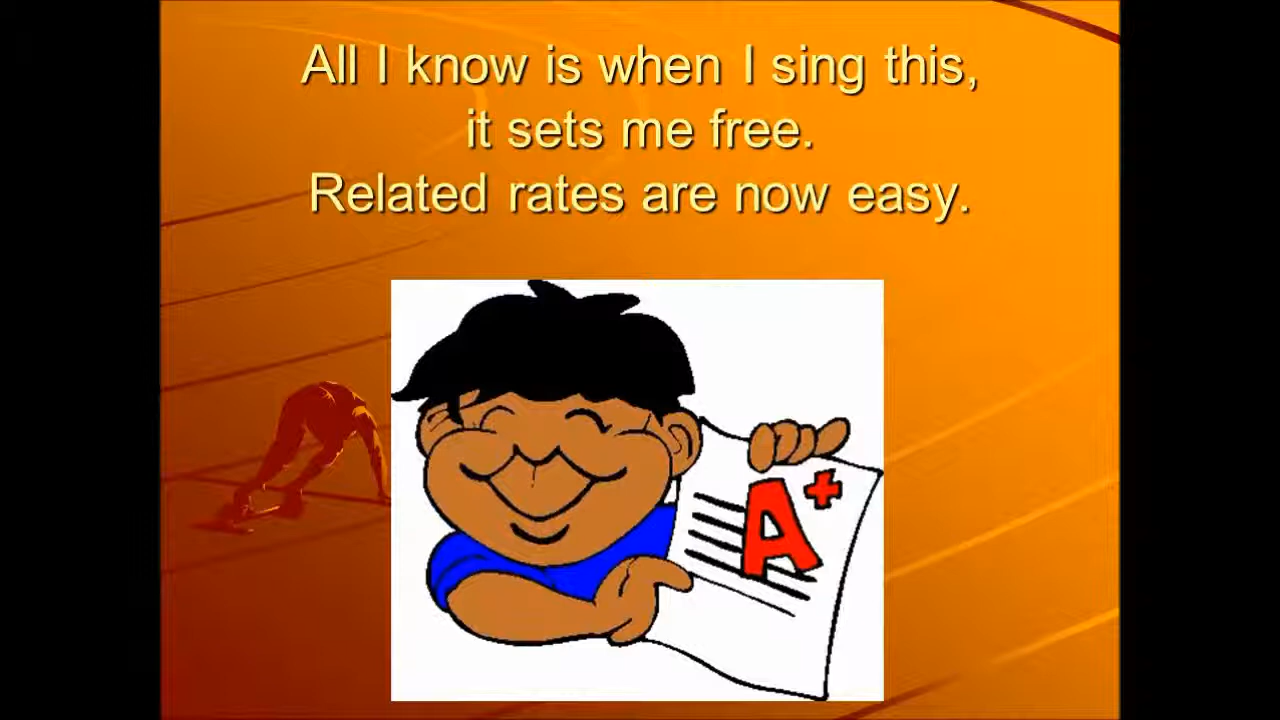 All I know is when I sing this,
it sets me free.
Related rates are now easy.
A+